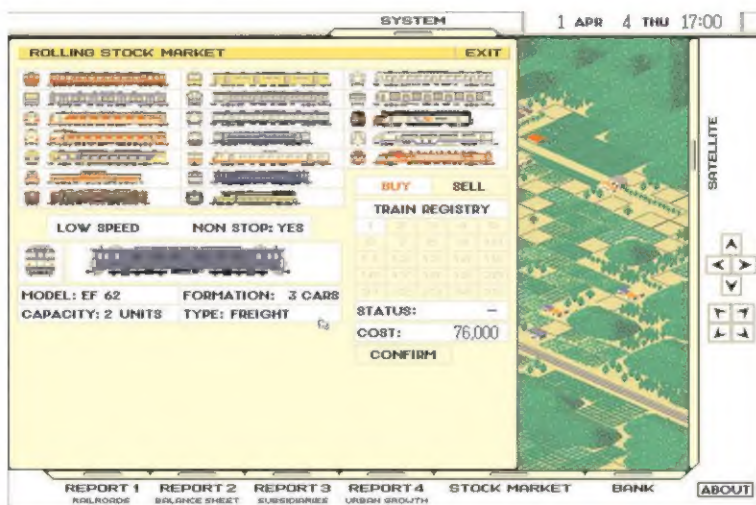 SYSTEM
1 APR 4 THU 17:00
ROLLING STOCK MARKET
EXIT
BUY SELL
TRAIN REGISTRY
LOW SPEED NON STOP: YES
MODEL: EF 62 FORMATION: 3 CARS
CAPACITY: 2 UNITS TYPE: FREIGHT
STATUS: –
COST: 76,000
CONFIRM
SATELLITE
REPORT 1 REPORT 2 REPORT 3 REPORT 4 STOCK MARKET BANK ABOUT
RAILROADS BALANCE SHEET SUBSIDIARIES URBAN GROWTH